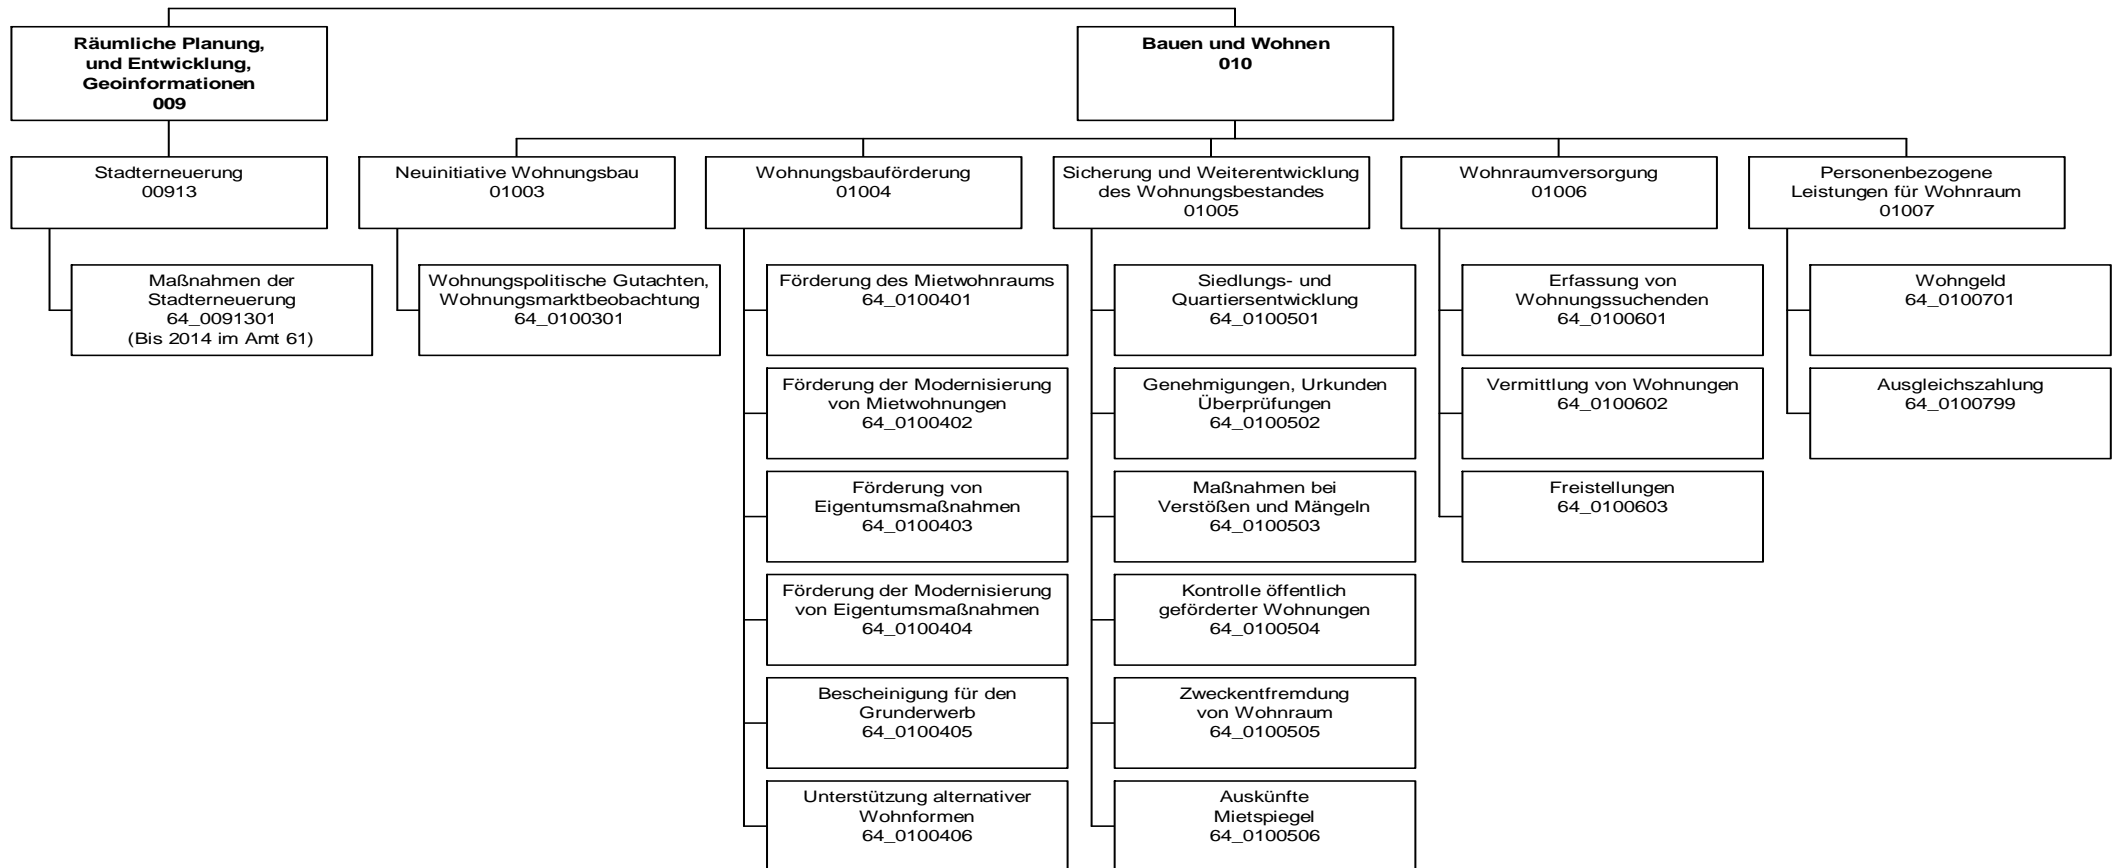 Räumliche Planung,
und Entwicklung,
Geoinformationen
009
Bauen und Wohnen
010
Stadterneuerung
00913
Neuinitiative Wohnungsbau
01003
Wohnungsbauförderung
01004
Sicherung und Weiterentwicklung
des Wohnungsbestandes
01005
Wohnraumversorgung
01006
Personenbezogene
Leistungen für Wohnraum
01007
Maßnahmen der
Stadterneuerung
64_0091301
(Bis 2014 im Amt 61)
Wohnungspolitische Gutachten,
Wohnungsmarktbeobachtung
64_0100301
Förderung des Mietwohnraums
64_0100401
Förderung der Modernisierung
von Mietwohnungen
64_0100402
Förderung von
Eigentumsmaßnahmen
64_0100403
Förderung der Modernisierung
von Eigentumsmaßnahmen
64_0100404
Bescheinigung für den
Grunderwerb
64_0100405
Unterstützung alternativer
Wohnformen
64_0100406
Siedlungs- und
Quartiersentwicklung
64_0100501
Genehmigungen, Urkunden
Überprüfungen
64_0100502
Maßnahmen bei
Verstößen und Mängeln
64_0100503
Kontrolle öffentlich
geförderter Wohnungen
64_0100504
Zweckentfremdung
von Wohnraum
64_0100505
Auskünfte
Mietspiegel
64_0100506
Erfassung von
Wohnungssuchenden
64_0100601
Vermittlung von Wohnungen
64_0100602
Freistellungen
64_0100603
Wohngeld
64_0100701
Ausgleichszahlung
64_0100799